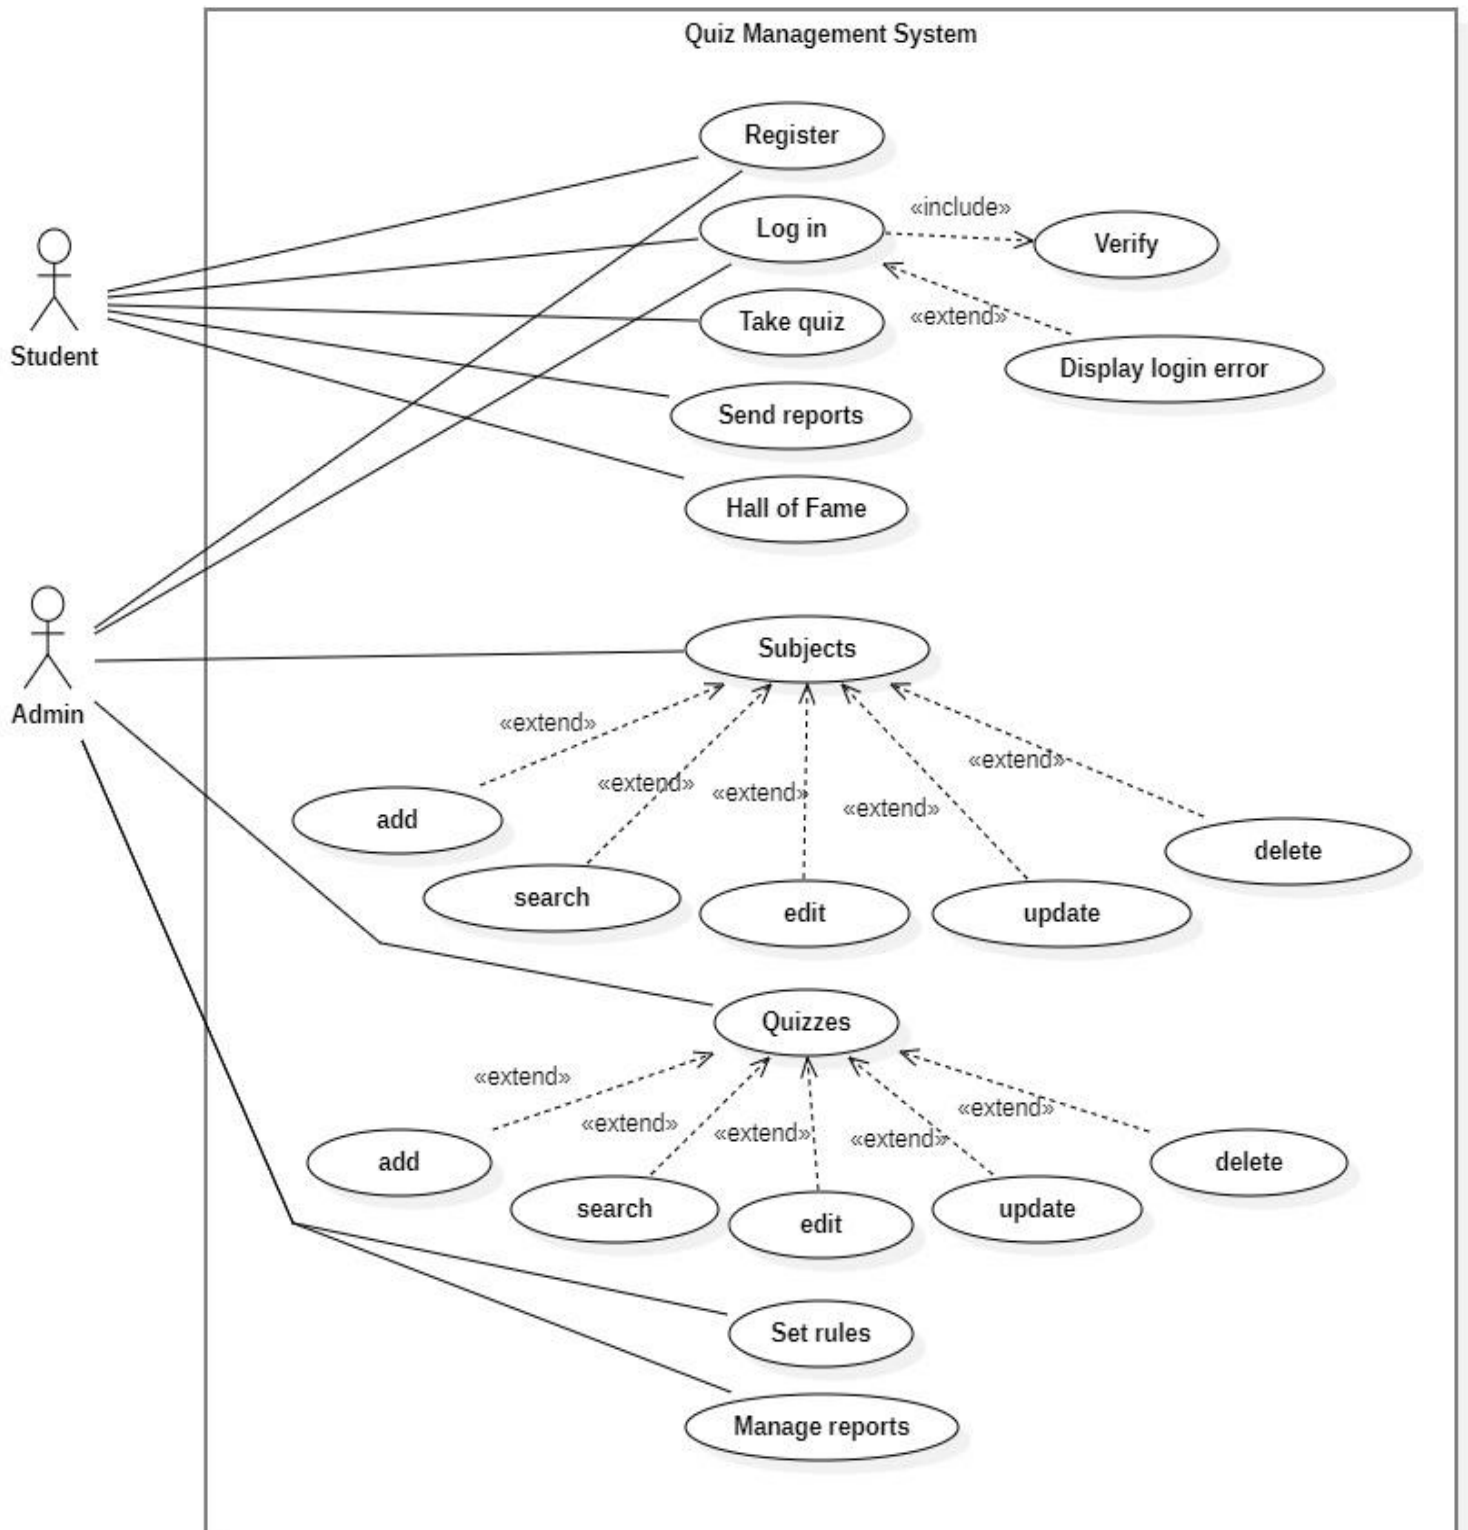 Quiz Management System
Register
Log in
«include»
Verify
Student
Take quiz
«extend»
Display login error
Send reports
Hall of Fame
Admin
Subjects
«extend»
«extend»
«extend»
«extend»
«extend»
add
search
edit
update
delete
Quizzes
«extend»
«extend»
«extend»
«extend»
«extend»
add
search
edit
update
delete
Set rules
Manage reports